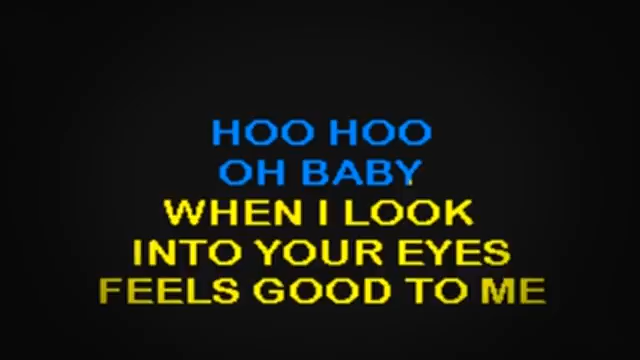 HOO HOO
OH BABY
WHEN I LOOK
INTO YOUR EYES
FEELS GOOD TO ME